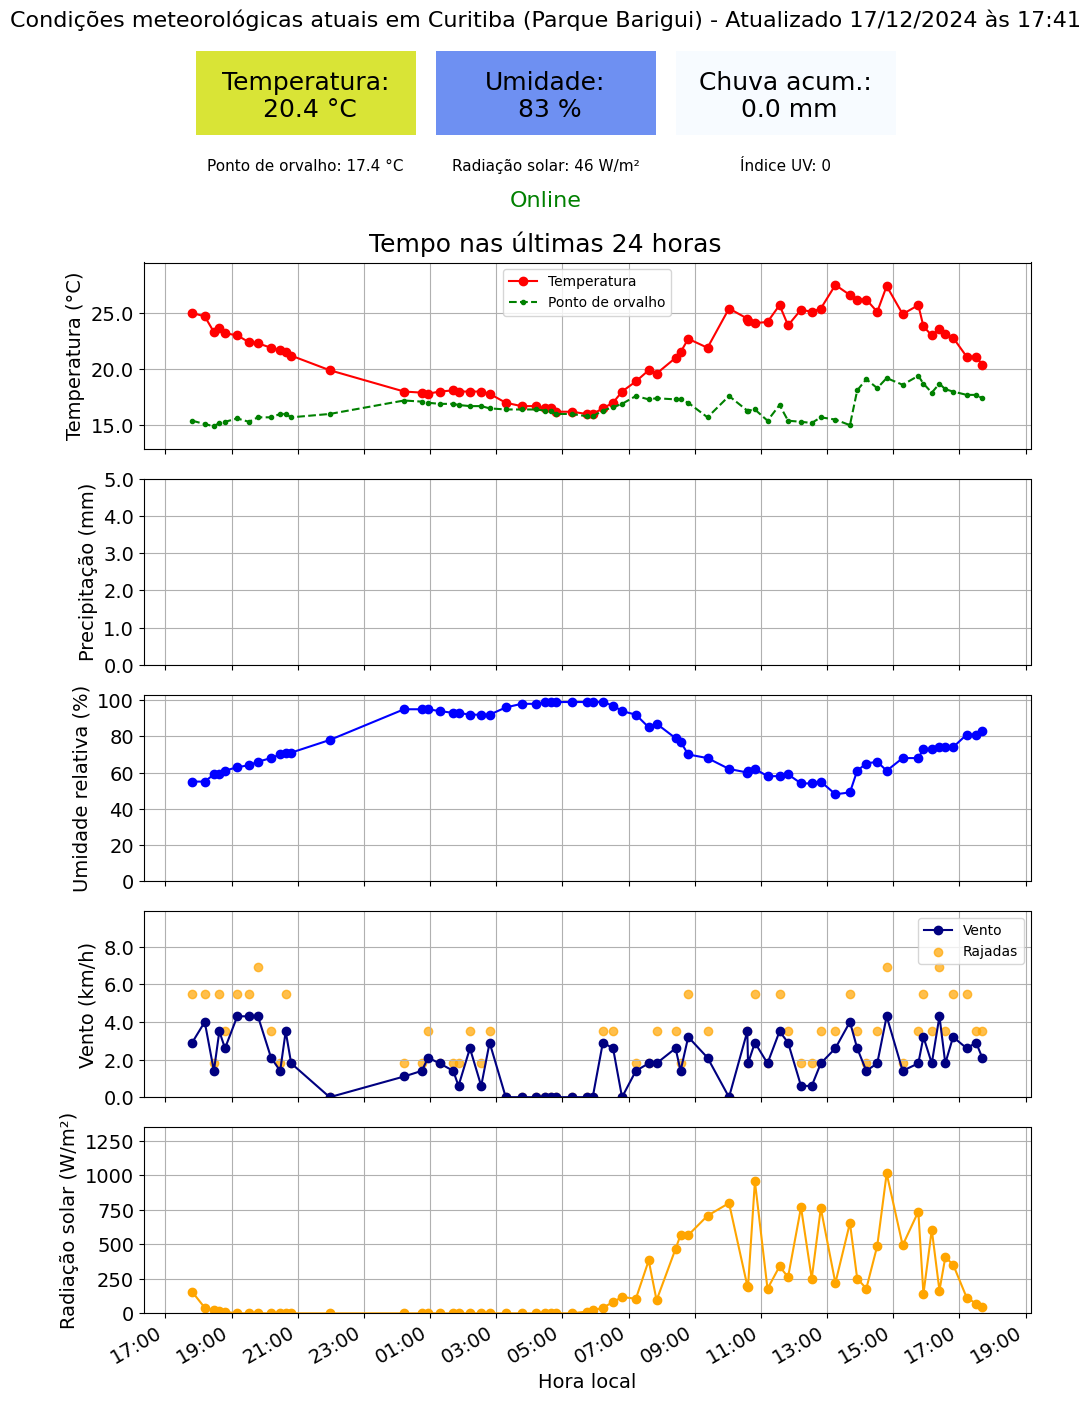 Condições meteorológicas atuais em Curitiba (Parque Barigui) - Atualizado 17/12/2024 às 17:41
Temperatura:
20.4 °C
Umidade:
83 %
Chuva acum.:
0.0 mm
Ponto de orvalho: 17.4 °C
Radiação solar: 46 W/m²
Índice UV: 0
Online
Tempo nas últimas 24 horas
Temperatura (°C)
25.0
20.0
15.0
Temperatura
Ponto de orvalho
Precipitação (mm)
5.0
4.0
3.0
2.0
1.0
0.0
Umidade relativa (%)
100
80
60
40
20
0
Vento (km/h)
8.0
6.0
4.0
2.0
0.0
Vento
Rajadas
Radiação solar (W/m²)
1250
1000
750
500
250
0
17:00
19:00
21:00
23:00
01:00
03:00
05:00
07:00
09:00
11:00
13:00
15:00
17:00
19:00
Hora local